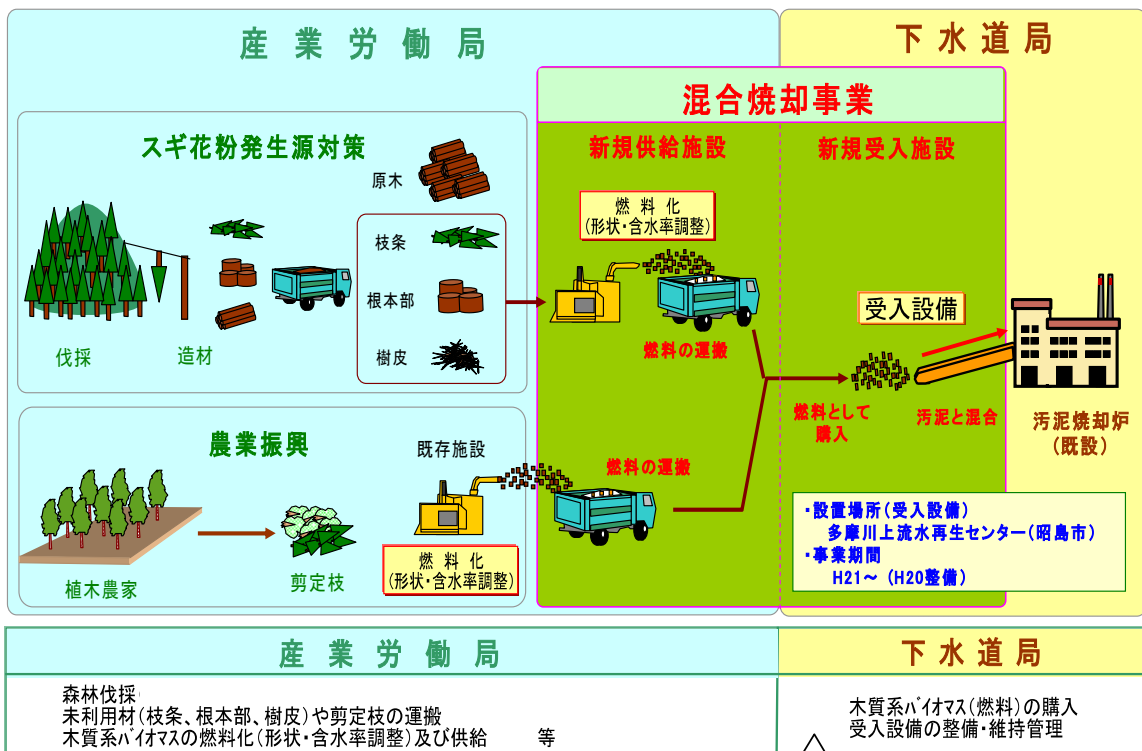 産業労働局
下水道局
混合焼却事業
スギ花粉発生源対策
新規供給施設
新規受入施設
原木
燃料化
(形状・含水率調整)
枝条
根本部
樹皮
伐採
造材
燃料の運搬
受入設備
燃料として
購入
汚泥と混合
汚泥焼却炉
(既設)
農業振興
既存施設
燃料の運搬
燃料化
(形状・含水率調整)
植木農家
剪定枝
・設置場所(受入設備)
多摩川上流水再生センター(昭島市)
・事業期間
H21~ (H20整備)
産業労働局
下水道局
森林伐採
未利用材(枝条、根本部、樹皮)や剪定枝の運搬
木質系バイオマスの燃料化(形状・含水率調整)及び供給 等
木質系バイオマス(燃料)の購入
受入設備の整備・維持管理